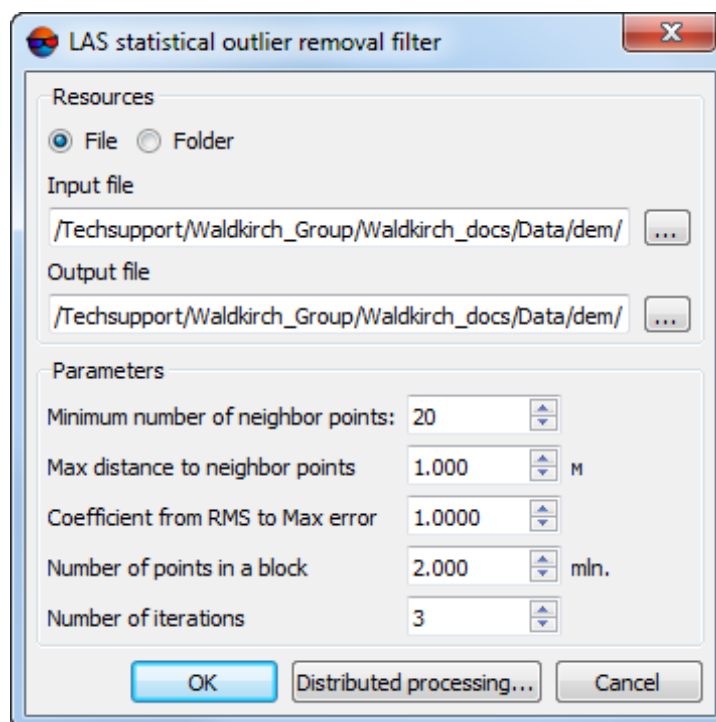 LAS statistical outlier removal filter
Resources
File Folder
Input file
/Techsupport/Waldkirch_Group/Waldkirch_docs/Data/dem/ ...
Output file
/Techsupport/Waldkirch_Group/Waldkirch_docs/Data/dem/ ...
Parameters
Minimum number of neighbor points: 20
Max distance to neighbor points 1.000 м
Coefficient from RMS to Max error 1.0000
Number of points in a block 2.000 mln.
Number of iterations 3
OK Distributed processing... Cancel